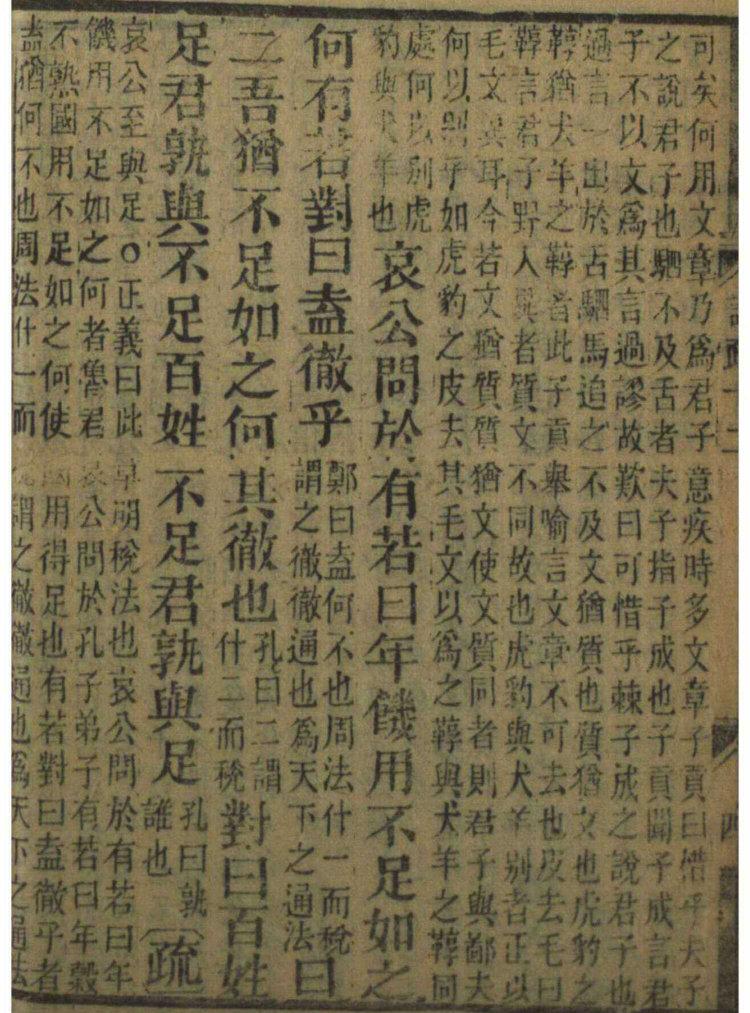 可矣何用文章乃爲君子意疾時多文章子貢曰惜乎夫子
之說君子也駟不及舌者夫子指子成也子貢聞子成言君
子不以文爲其言過謬故歎曰可惜乎棘子成之說君子也
過言一出於舌駟馬追之不及文猶質也質猶文也虎豹之
鞟猶犬羊之鞟者此子貢舉喻言文章不可去也皮去毛曰
鞟言君子野人異者質文不同故也虎豹與犬羊別者正以
毛文異耳今若文猶質質猶文使文質同者則君子與鄙夫
何以別乎如虎豹之皮去其毛文以爲之鞟與犬羊之鞟同
處何以別虎
豹與犬羊也
哀公問於有若曰年饑用不足如之
何有若對曰盍徹乎
鄭曰盍何不也周法什一而稅
謂之徹徹通也爲天下之通法
曰
二吾猶不足如之何其徹也
孔曰二謂
什二而稅
對曰百姓
足君孰與不足百姓不足君孰與足
孔曰孰
誰也
疏
哀公至與足○正義曰此章明稅法也哀公問於有若曰年
饑用不足如之何者魯君哀公問於孔子弟子有若曰年穀
不熟國用不足如之何使國用得足也有若對曰盍徹乎者
盍猶何不也周法什一而稅謂之徹徹通也爲天下之通法